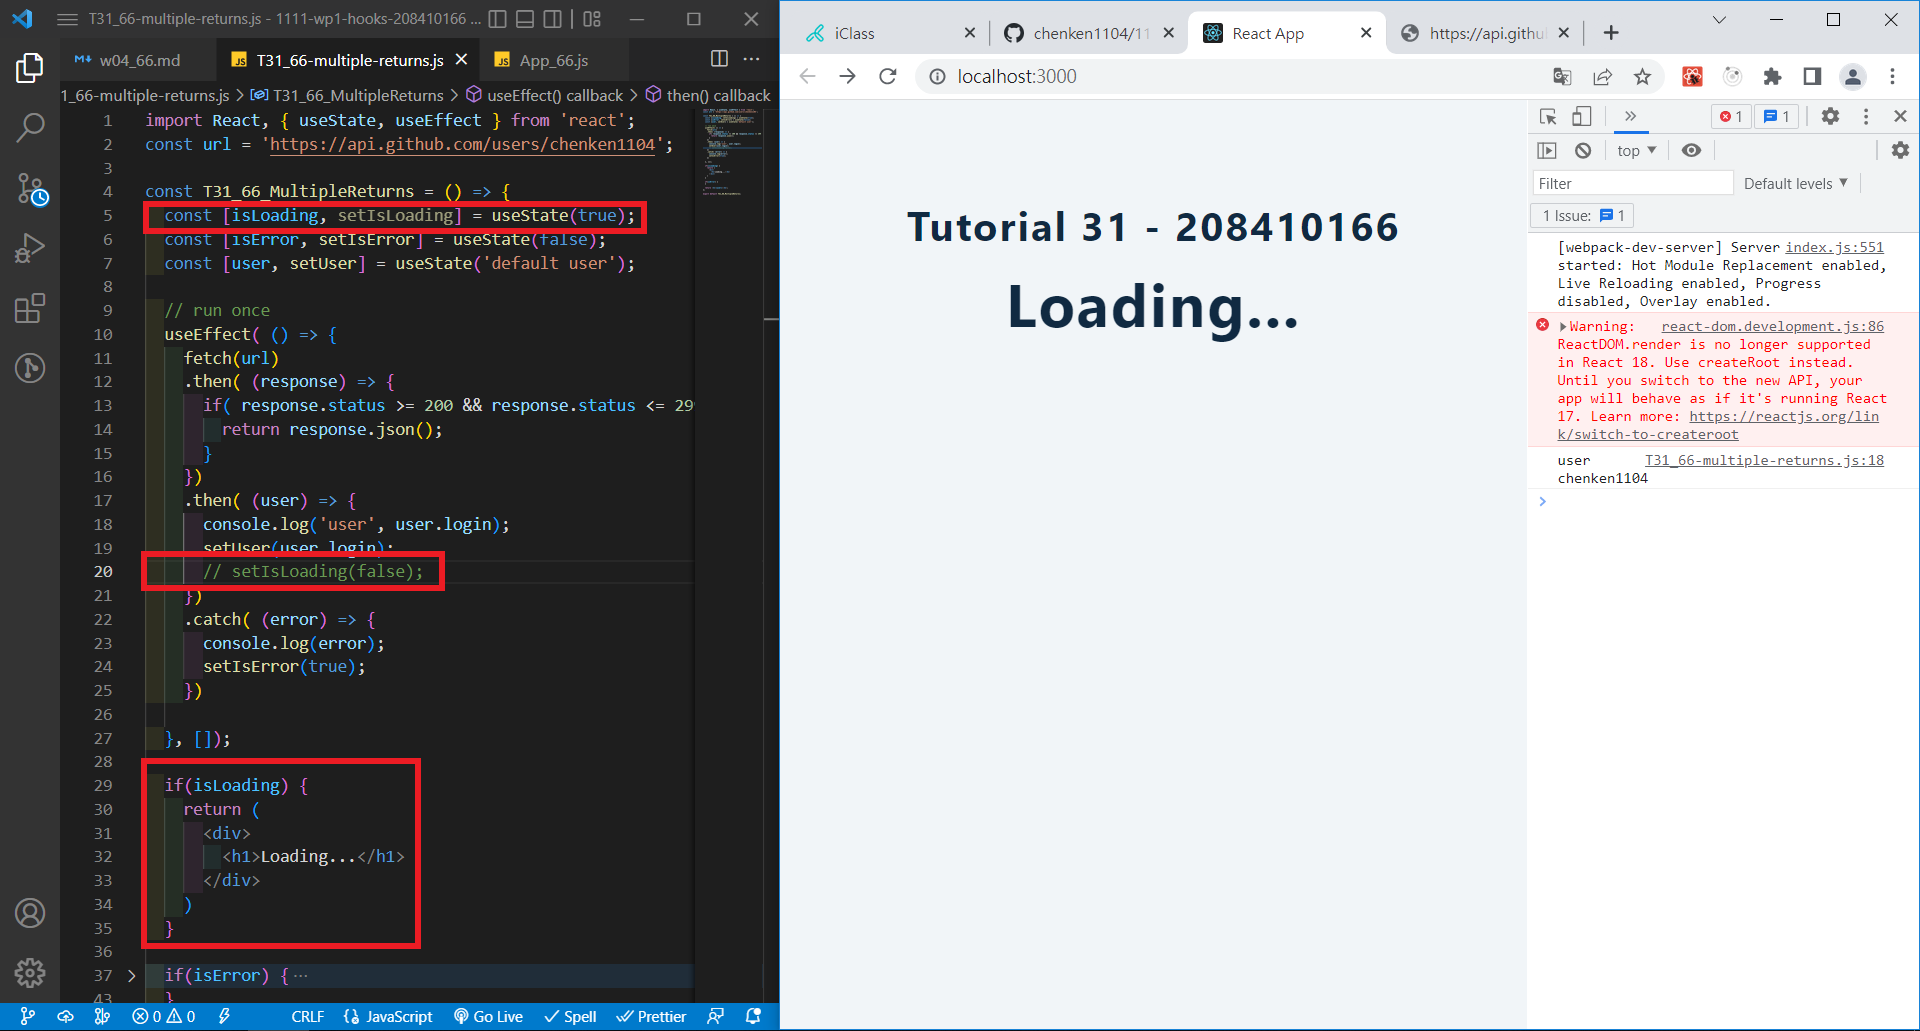 T31_66-multiple-returns.js - 1111-wp1-hooks-208410166 ...
w04_66.md
JS T31_66-multiple-returns.js
JS App_66.js
1_66-multiple-returns.js > T31_66_MultipleReturns > useEffect() callback > then() callback
1 import React, { useState, useEffect } from 'react';
2 const url = 'https://api.github.com/users/chenken1104';
3
4 const T31_66_MultipleReturns = () => {
5 const [isLoading, setIsLoading] = useState(true);
6 const [isError, setIsError] = useState(false);
7 const [user, setUser] = useState('default user');
8
9 // run once
10 useEffect( () => {
11 fetch(url)
12 .then( (response) => {
13 if( response.status >= 200 && response.status <= 29
14 return response.json();
15 }
16 })
17 .then( (user) => {
18 console.log('user', user.login);
19 setUser(user.login);
20 // setIsLoading(false);
21 })
22 .catch( (error) => {
23 console.log(error);
24 setIsError(true);
25 })
26
27 }, []);
28
29 if(isLoading) {
30 return (
31 <div>
32 <h1>Loading...</h1>
33 </div>
34 )
35 }
36
37 if(isError) { ...
43 }
0 0
CRLF
JavaScript
Go Live
Spell
Prettier
iClass
chenken1104/11
React App
https://api.githu
localhost:3000
Tutorial 31 - 208410166
Loading...
1
1
top
Filter
Default levels
1 Issue: 1
[webpack-dev-server] Server index.js:551
started: Hot Module Replacement enabled,
Live Reloading enabled, Progress
disabled, Overlay enabled.
Warning: react-dom.development.js:86
ReactDOM.render is no longer supported
in React 18. Use createRoot instead.
Until you switch to the new API, your
app will behave as if it's running React
17. Learn more: https://reactjs.org/lin
k/switch-to-createroot
user T31_66-multiple-returns.js:18
chenken1104